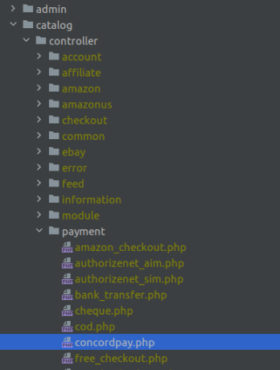 admin
catalog
controller
account
affiliate
amazon
amazonus
checkout
common
ebay
error
feed
information
module
payment
amazon_checkout.php
authorizenet_aim.php
authorizenet_sim.php
bank_transfer.php
cheque.php
cod.php
concordpay.php
free_checkout.php